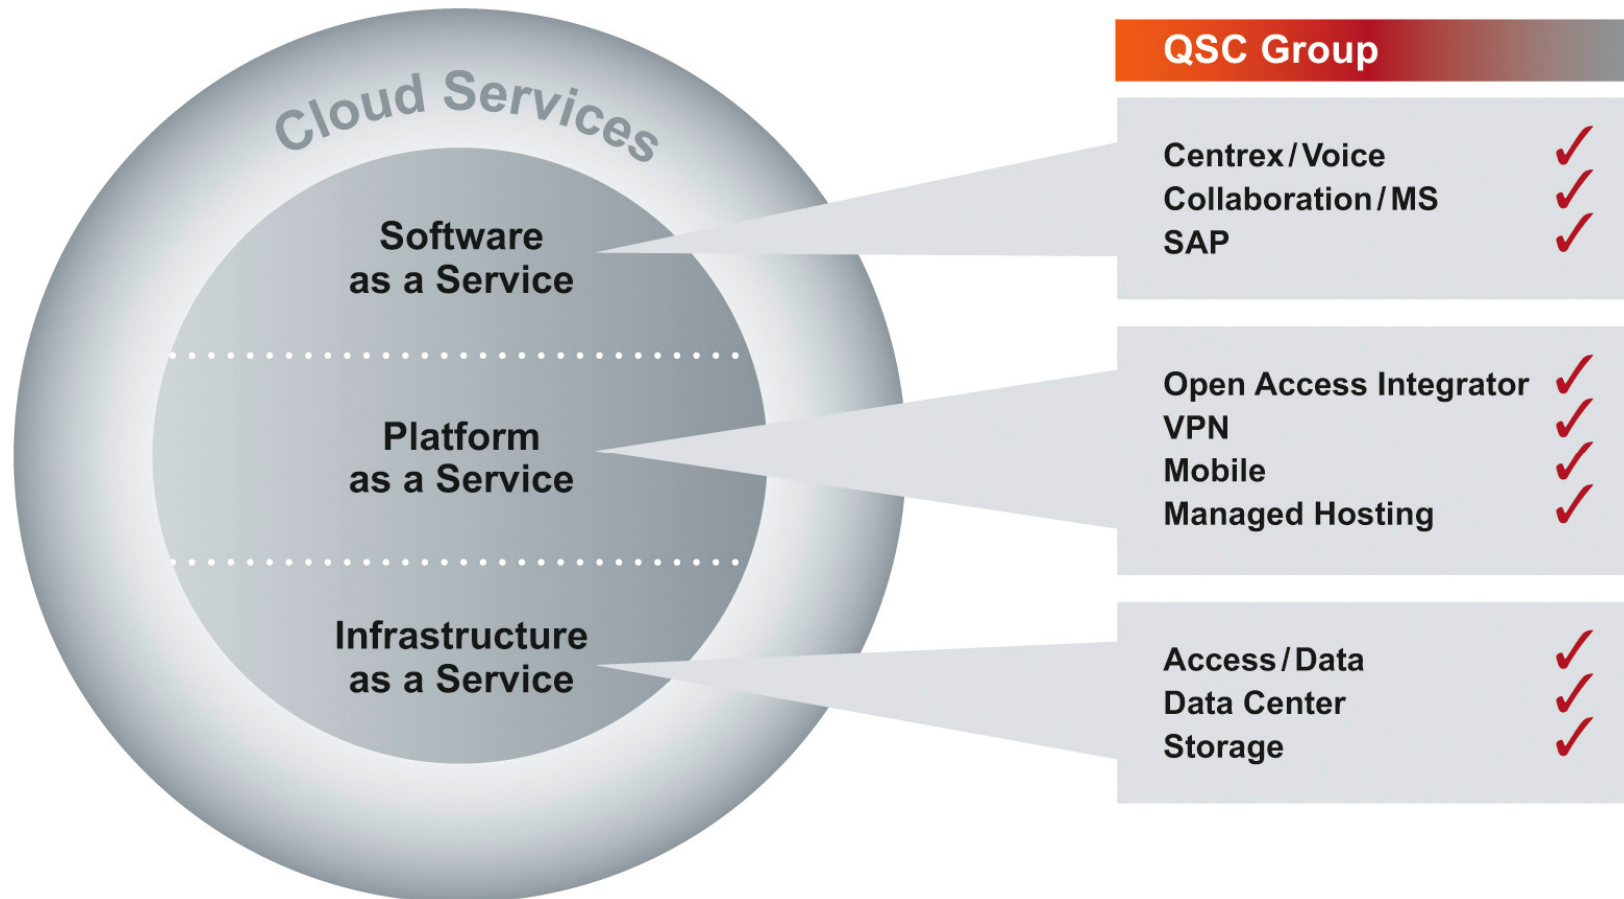 Cloud Services
Software
as a Service
Platform
as a Service
Infrastructure
as a Service
QSC Group
Centrex/Voice
Collaboration/MS
SAP
Open Access Integrator
VPN
Mobile
Managed Hosting
Access/Data
Data Center
Storage